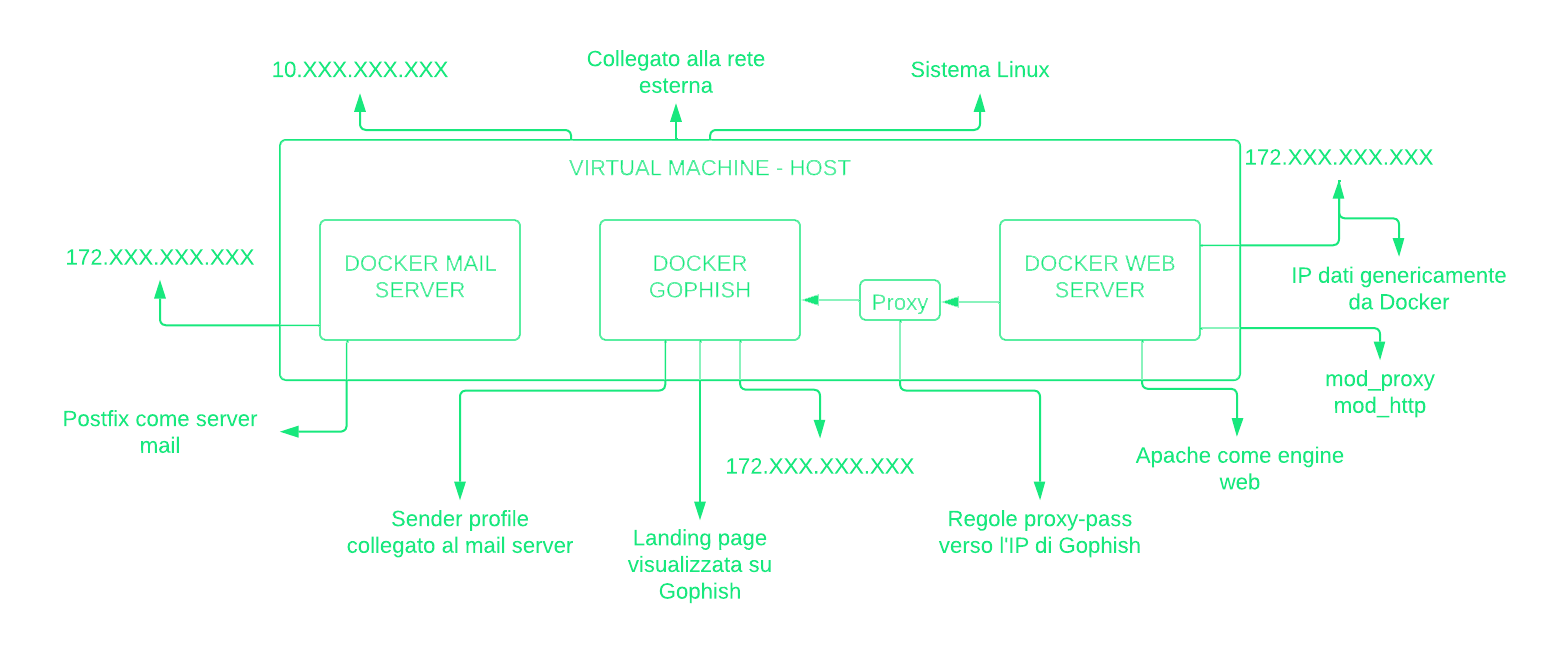 10.XXX.XXX.XXX
Collegato alla rete
esterna
Sistema Linux
VIRTUAL MACHINE - HOST
172.XXX.XXX.XXX
172.XXX.XXX.XXX
DOCKER MAIL
SERVER
DOCKER
GOPHISH
Proxy
DOCKER WEB
SERVER
IP dati genericamente
da Docker
mod_proxy
mod_http
Postfix come server
mail
172.XXX.XXX.XXX
Apache come engine
web
Sender profile
collegato al mail server
Landing page
visualizzata su
Gophish
Regole proxy-pass
verso l'IP di Gophish